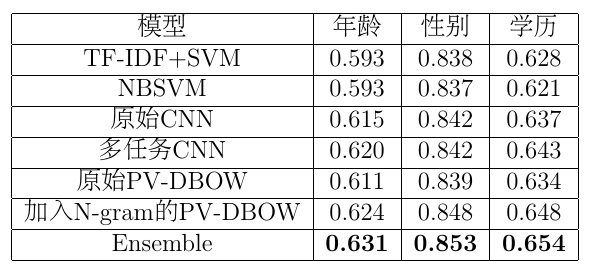 模型 年龄 性别 学历
TF-IDF+SVM 0.593 0.838 0.628
NBSVM 0.593 0.837 0.621
原始CNN 0.615 0.842 0.637
多任务CNN 0.620 0.842 0.643
原始PV-DBOW 0.611 0.839 0.634
加入N-gram的PV-DBOW 0.624 0.848 0.648
Ensemble 0.631 0.853 0.654